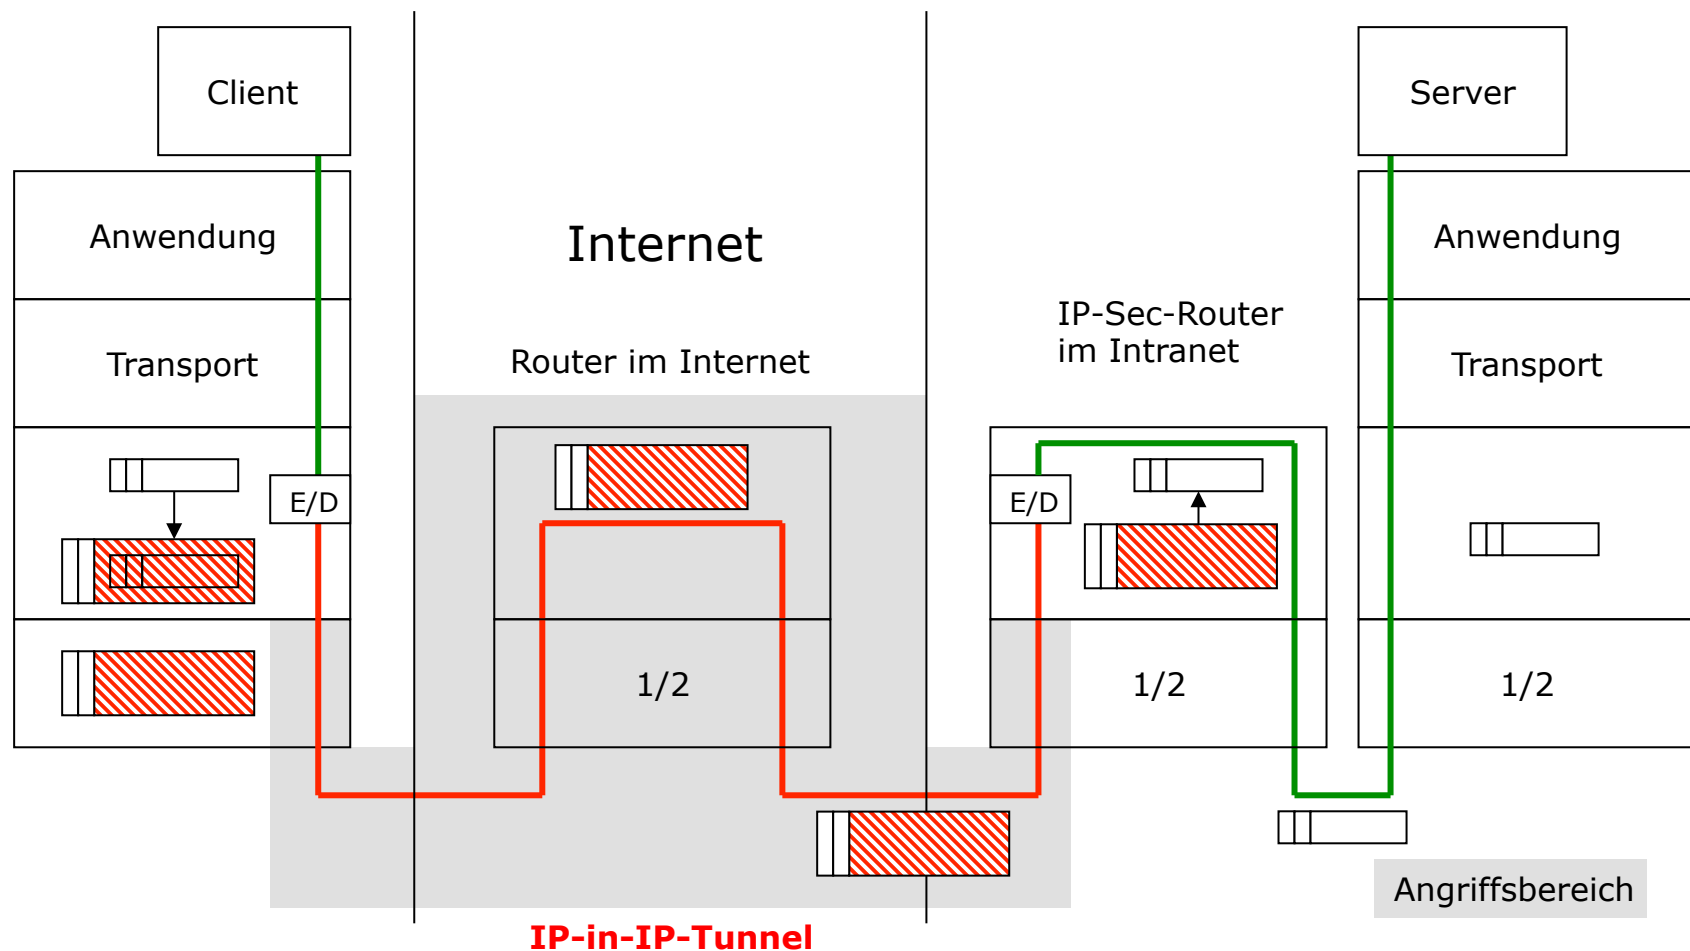 Client
Server
Anwendung
Internet
Anwendung
IP-Sec-Router
im Intranet
Transport
Router im Internet
Transport
E/D
E/D
1/2
1/2
1/2
Angriffsbereich
IP-in-IP-Tunnel